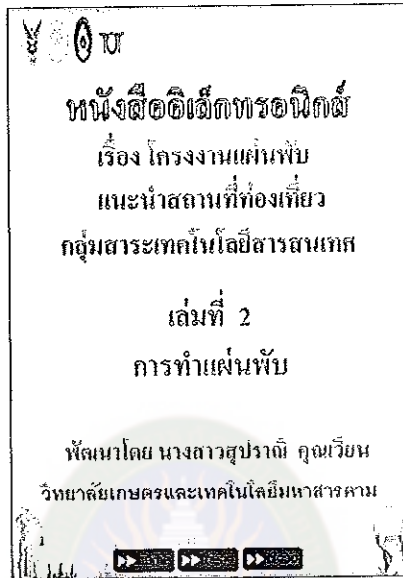 หนังสืออิเล็กทรอนิกส์
เรื่อง โครงงานแผ่นพับ
แนะนำสถานที่ท่องเที่ยว
กลุ่มสาระเทคโนโลยีสารสนเทศ
เล่มที่ 2
การทำแผ่นพับ
พัฒนาโดย นางสาวสุปราณี คุณเวียน
วิทยาลัยเกษตรและเทคโนโลยีมหาสารคาม
1